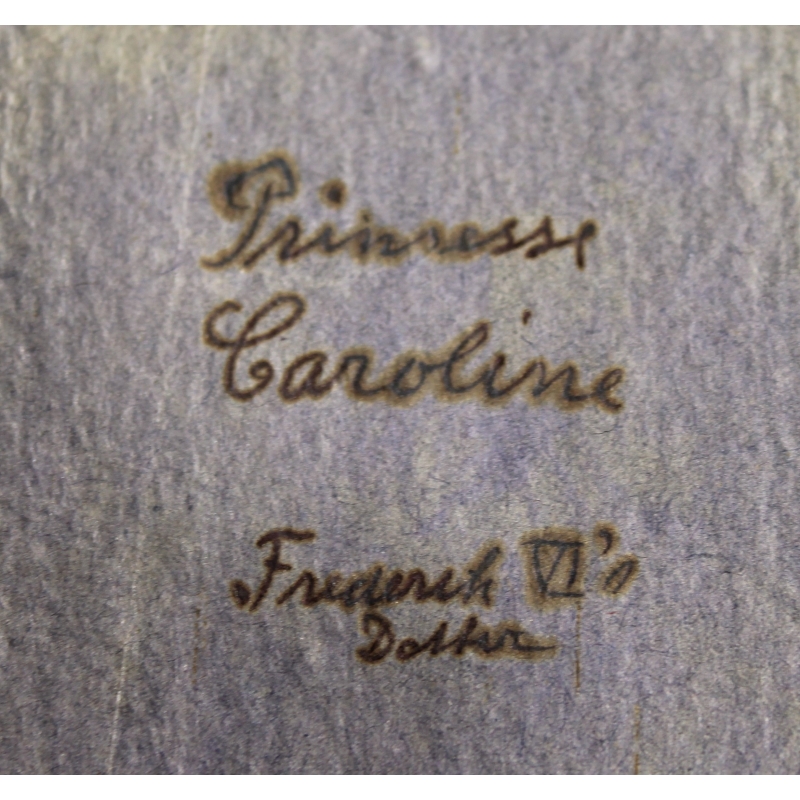 Prinsesse
Caroline
Frederik VI's
Datter